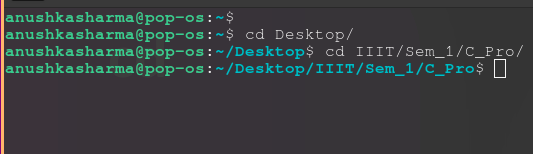 anushkasharma@pop-os:~$
anushkasharma@pop-os:~$ cd Desktop/
anushkasharma@pop-os:~/Desktop$ cd IIIT/Sem_1/C_Pro/
anushkasharma@pop-os:~/Desktop/IIIT/Sem_1/C_Pro$